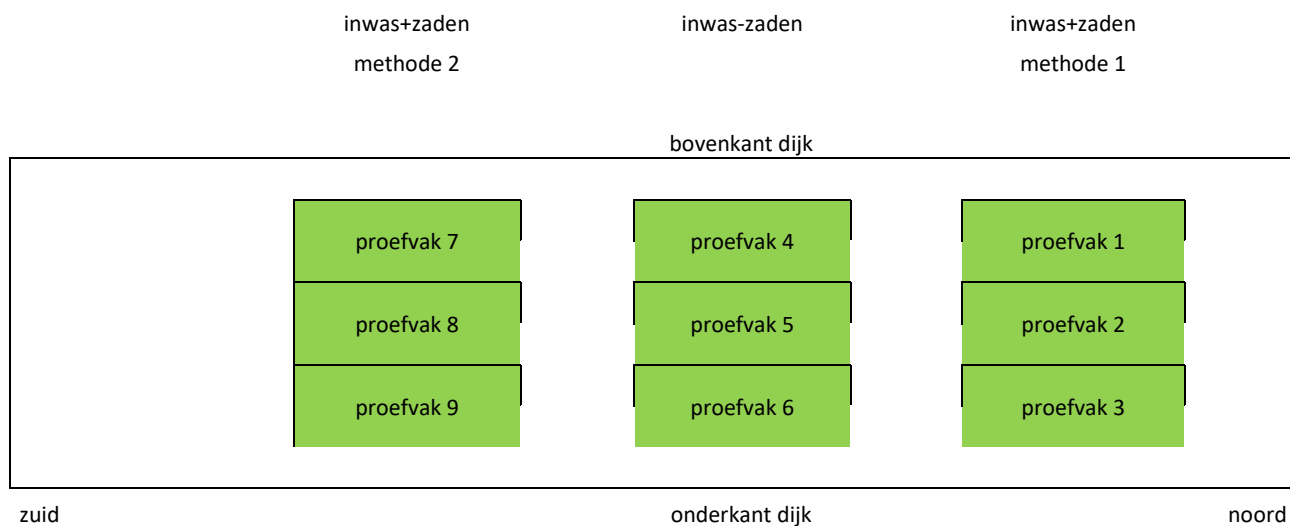 inwas+zaden inwas-zaden inwas+zaden
methode 2 methode 1
bovenkant dijk
proefvak 7 proefvak 4 proefvak 1
proefvak 8 proefvak 5 proefvak 2
proefvak 9 proefvak 6 proefvak 3
zuid onderkant dijk noord